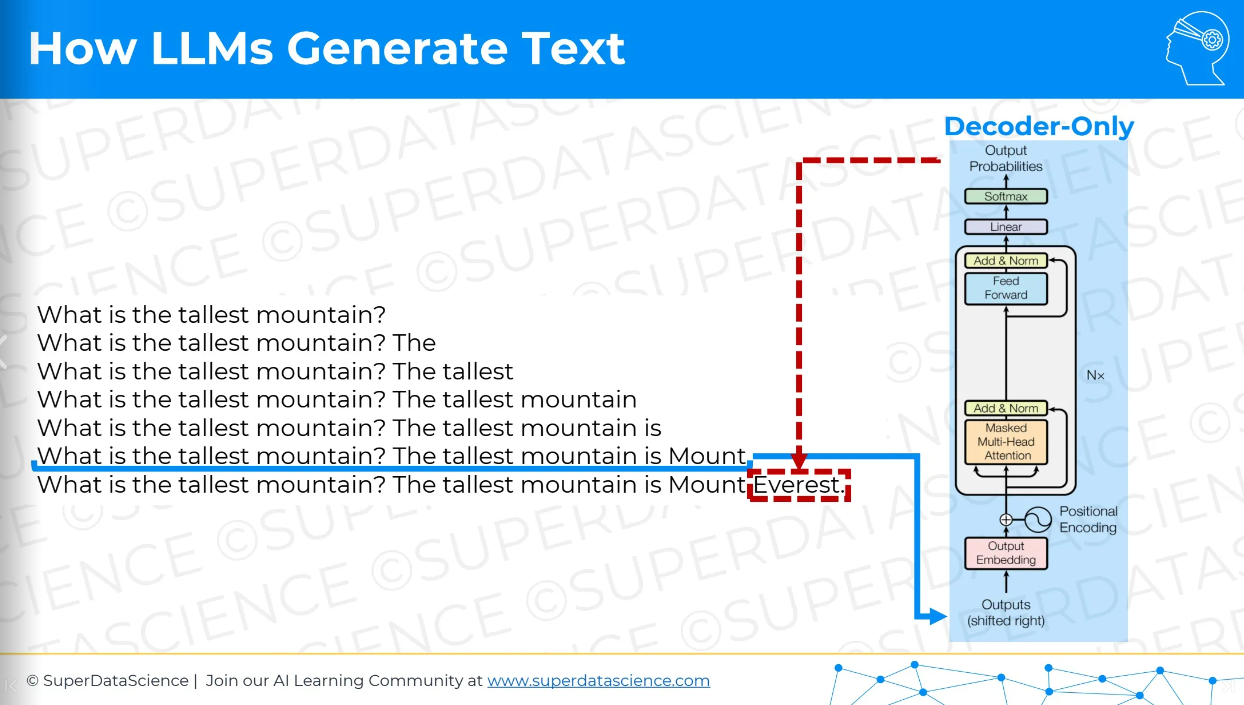 How LLMs Generate Text
Decoder-Only
Output
Probabilities
Softmax
Linear
Add & Norm
Feed
Forward
Nx
Add & Norm
Masked
Multi-Head
Attention
Positional
Encoding
Output
Embedding
Outputs
(shifted right)
What is the tallest mountain?
What is the tallest mountain? The
What is the tallest mountain? The tallest
What is the tallest mountain? The tallest mountain
What is the tallest mountain? The tallest mountain is
What is the tallest mountain? The tallest mountain is Mount
What is the tallest mountain? The tallest mountain is Mount Everest.
©SUPERDATASCIENCE
© SuperDataScience | Join our AI Learning Community at www.superdatascience.com